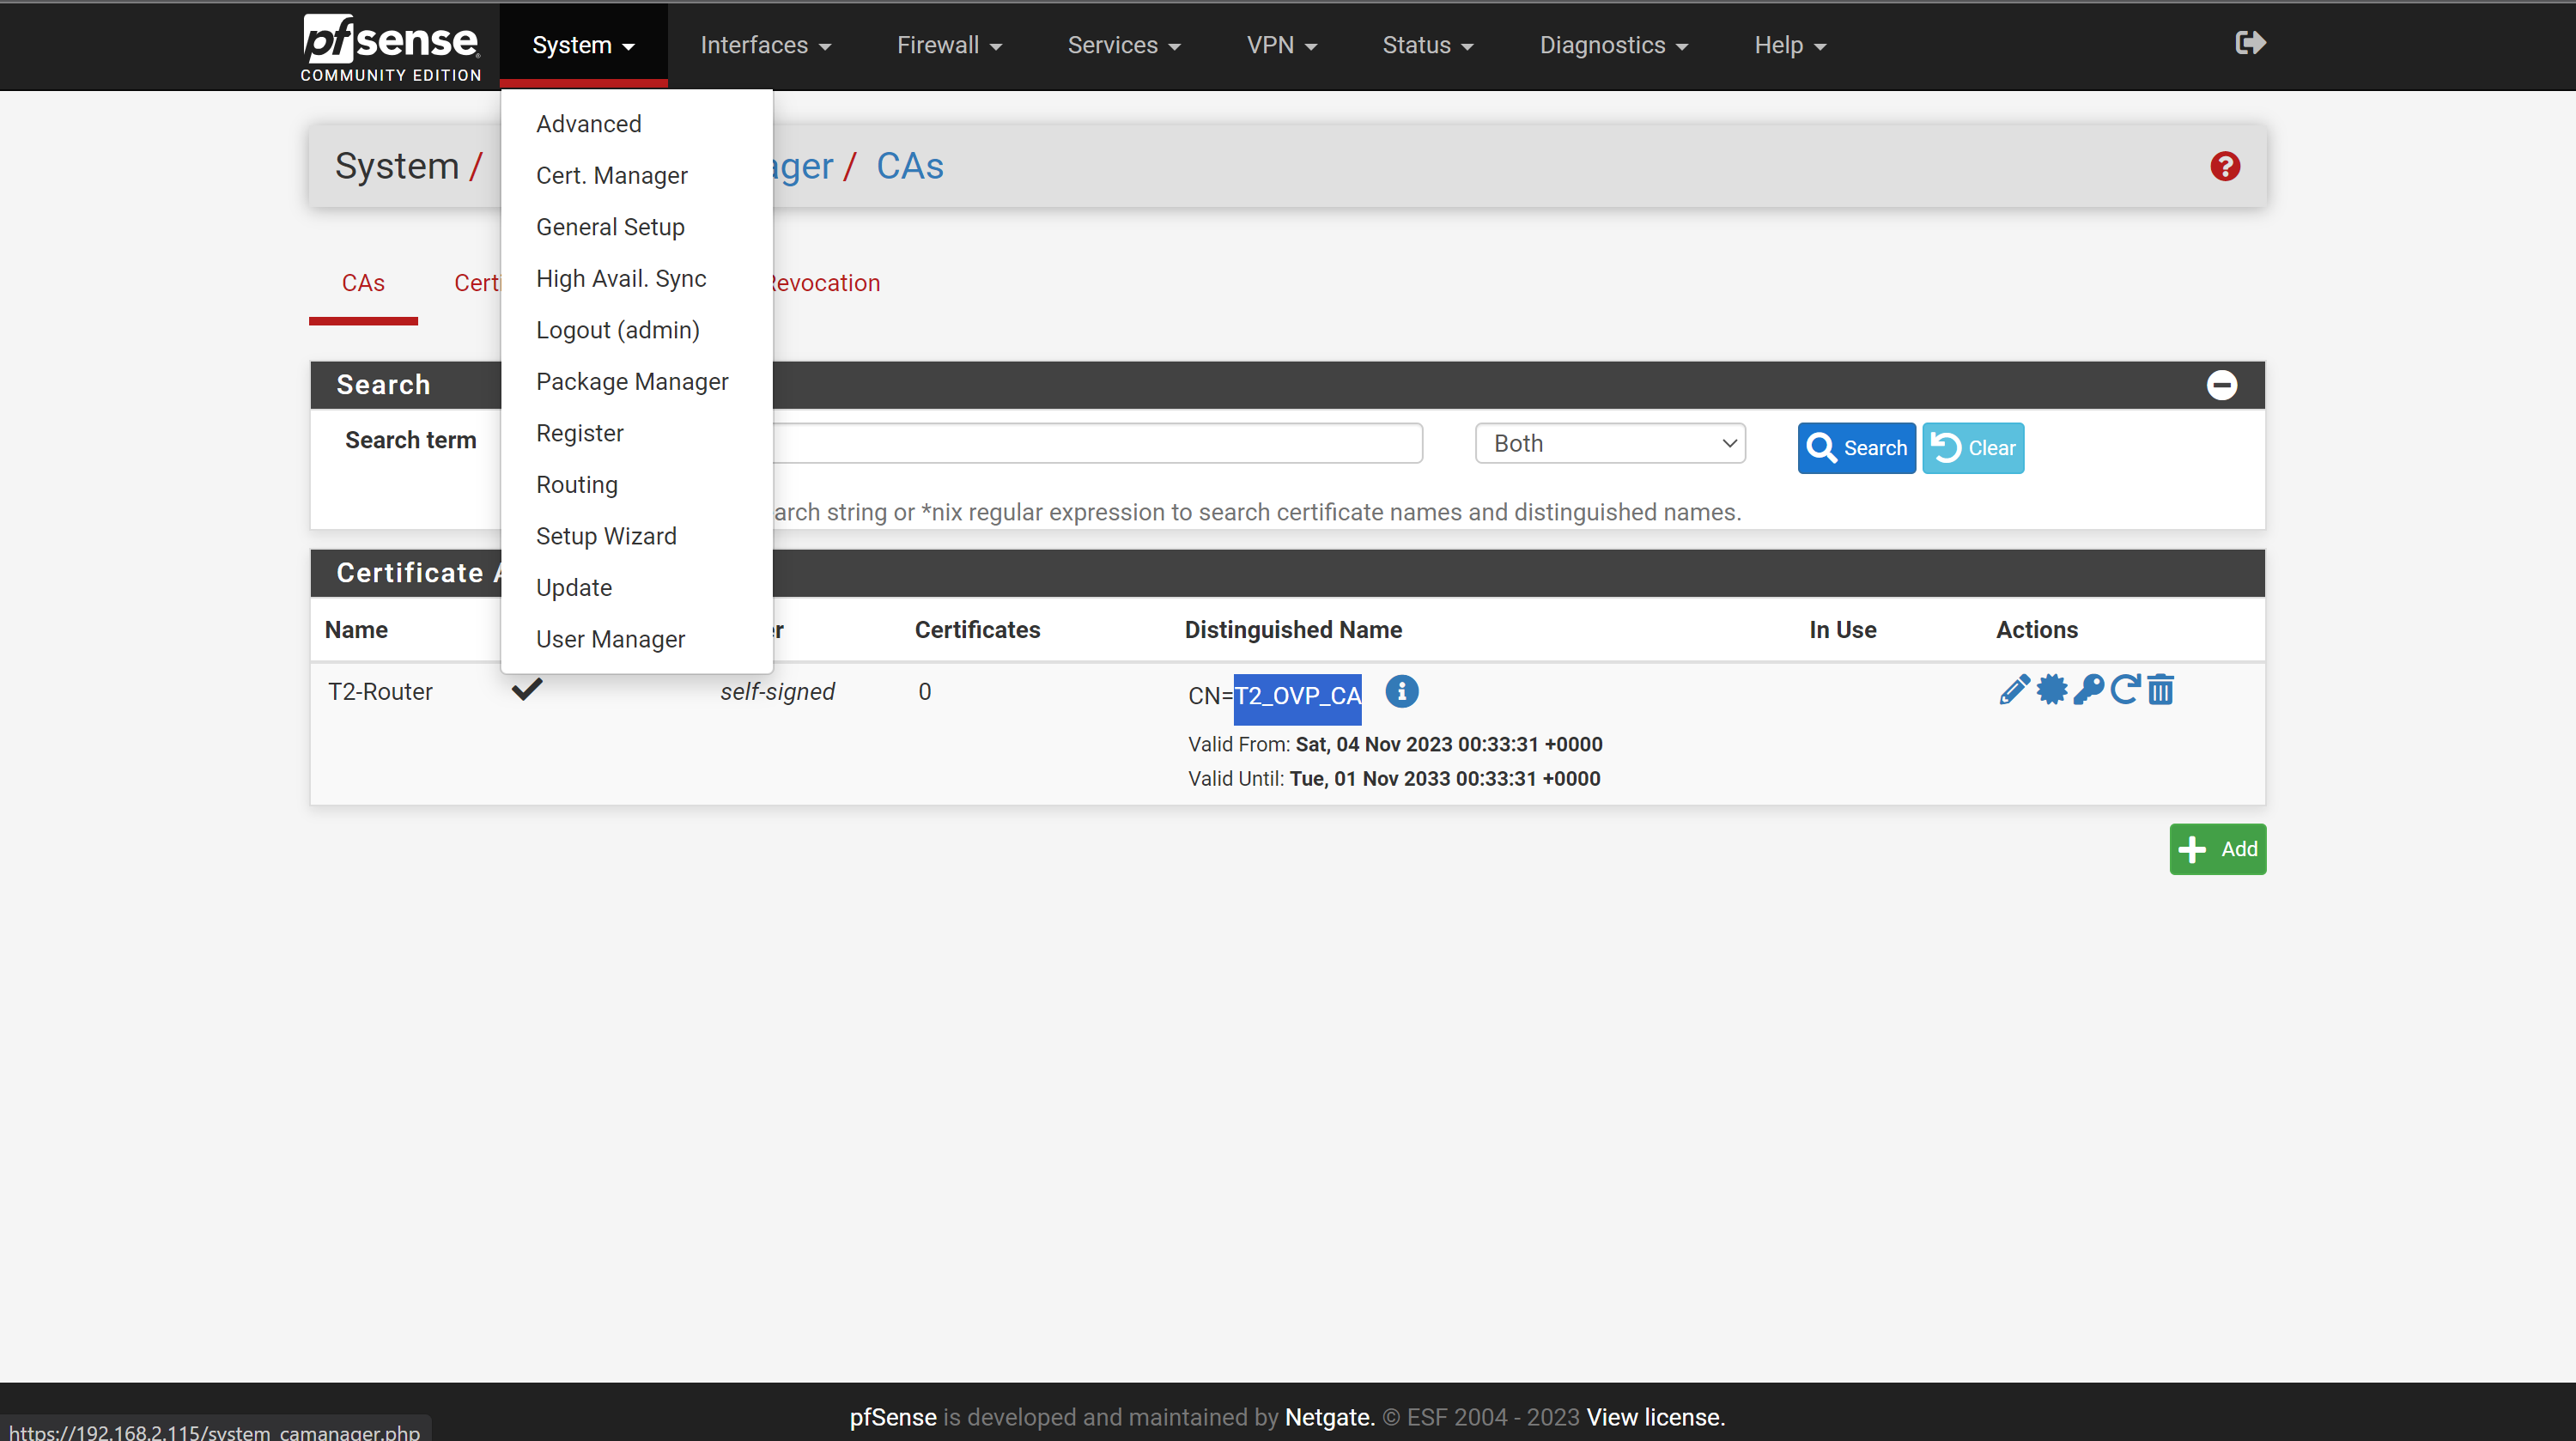 pfsense System Interfaces Firewall Services VPN Status Diagnostics Help
COMMUNITY EDITION
Advanced
Cert. Manager
General Setup
High Avail. Sync
Logout (admin)
Package Manager
Register
Routing
Setup Wizard
Update
User Manager
System / ager / CAs
CAs Certi Revocation
Search
Search term Both Search Clear
arch string or *nix regular expression to search certificate names and distinguished names.
Certificate A
Name er Certificates Distinguished Name In Use Actions
T2-Router self-signed 0 CN=T2_OVP_CA
Valid From: Sat, 04 Nov 2023 00:33:31 +0000
Valid Until: Tue, 01 Nov 2033 00:33:31 +0000
Add
pfSense is developed and maintained by Netgate. © ESF 2004 - 2023 View license.
https://192.168.2.115/system_camanager.php